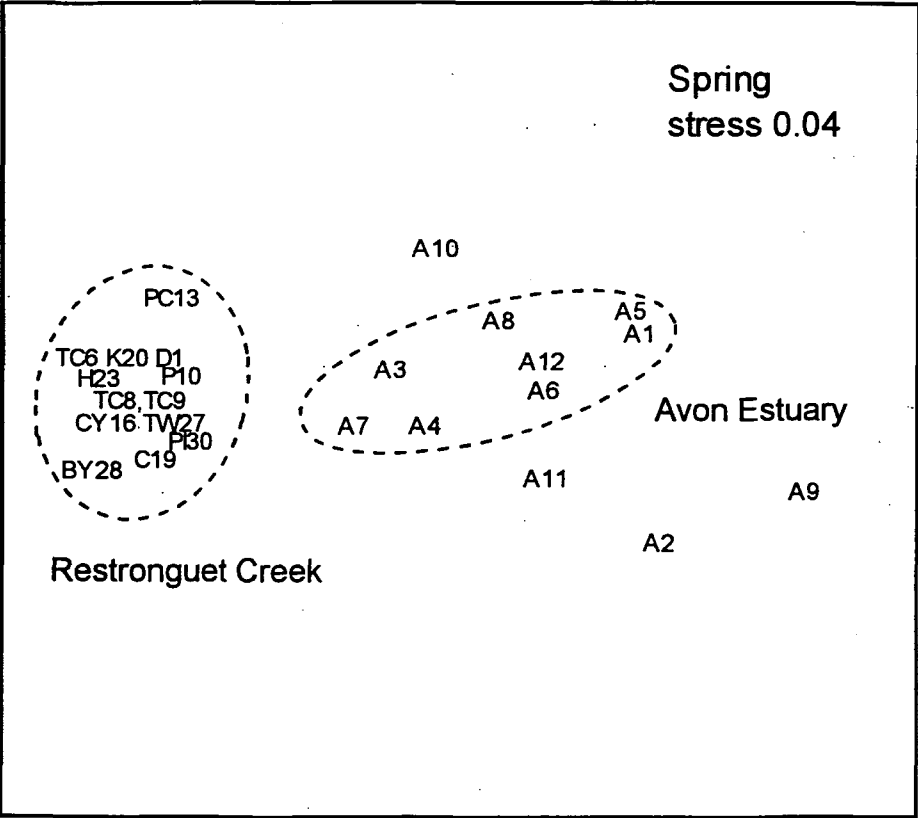 Spring
stress 0.04
A10
PC13
A8
A5
A1
TC6 K20 D1
A12
A3
H23
P10
A6
TC8, TC9
Avon Estuary
CY16 TW27
A7
A4
PI30
C19
BY28
A11
A9
A2
Restronguet Creek